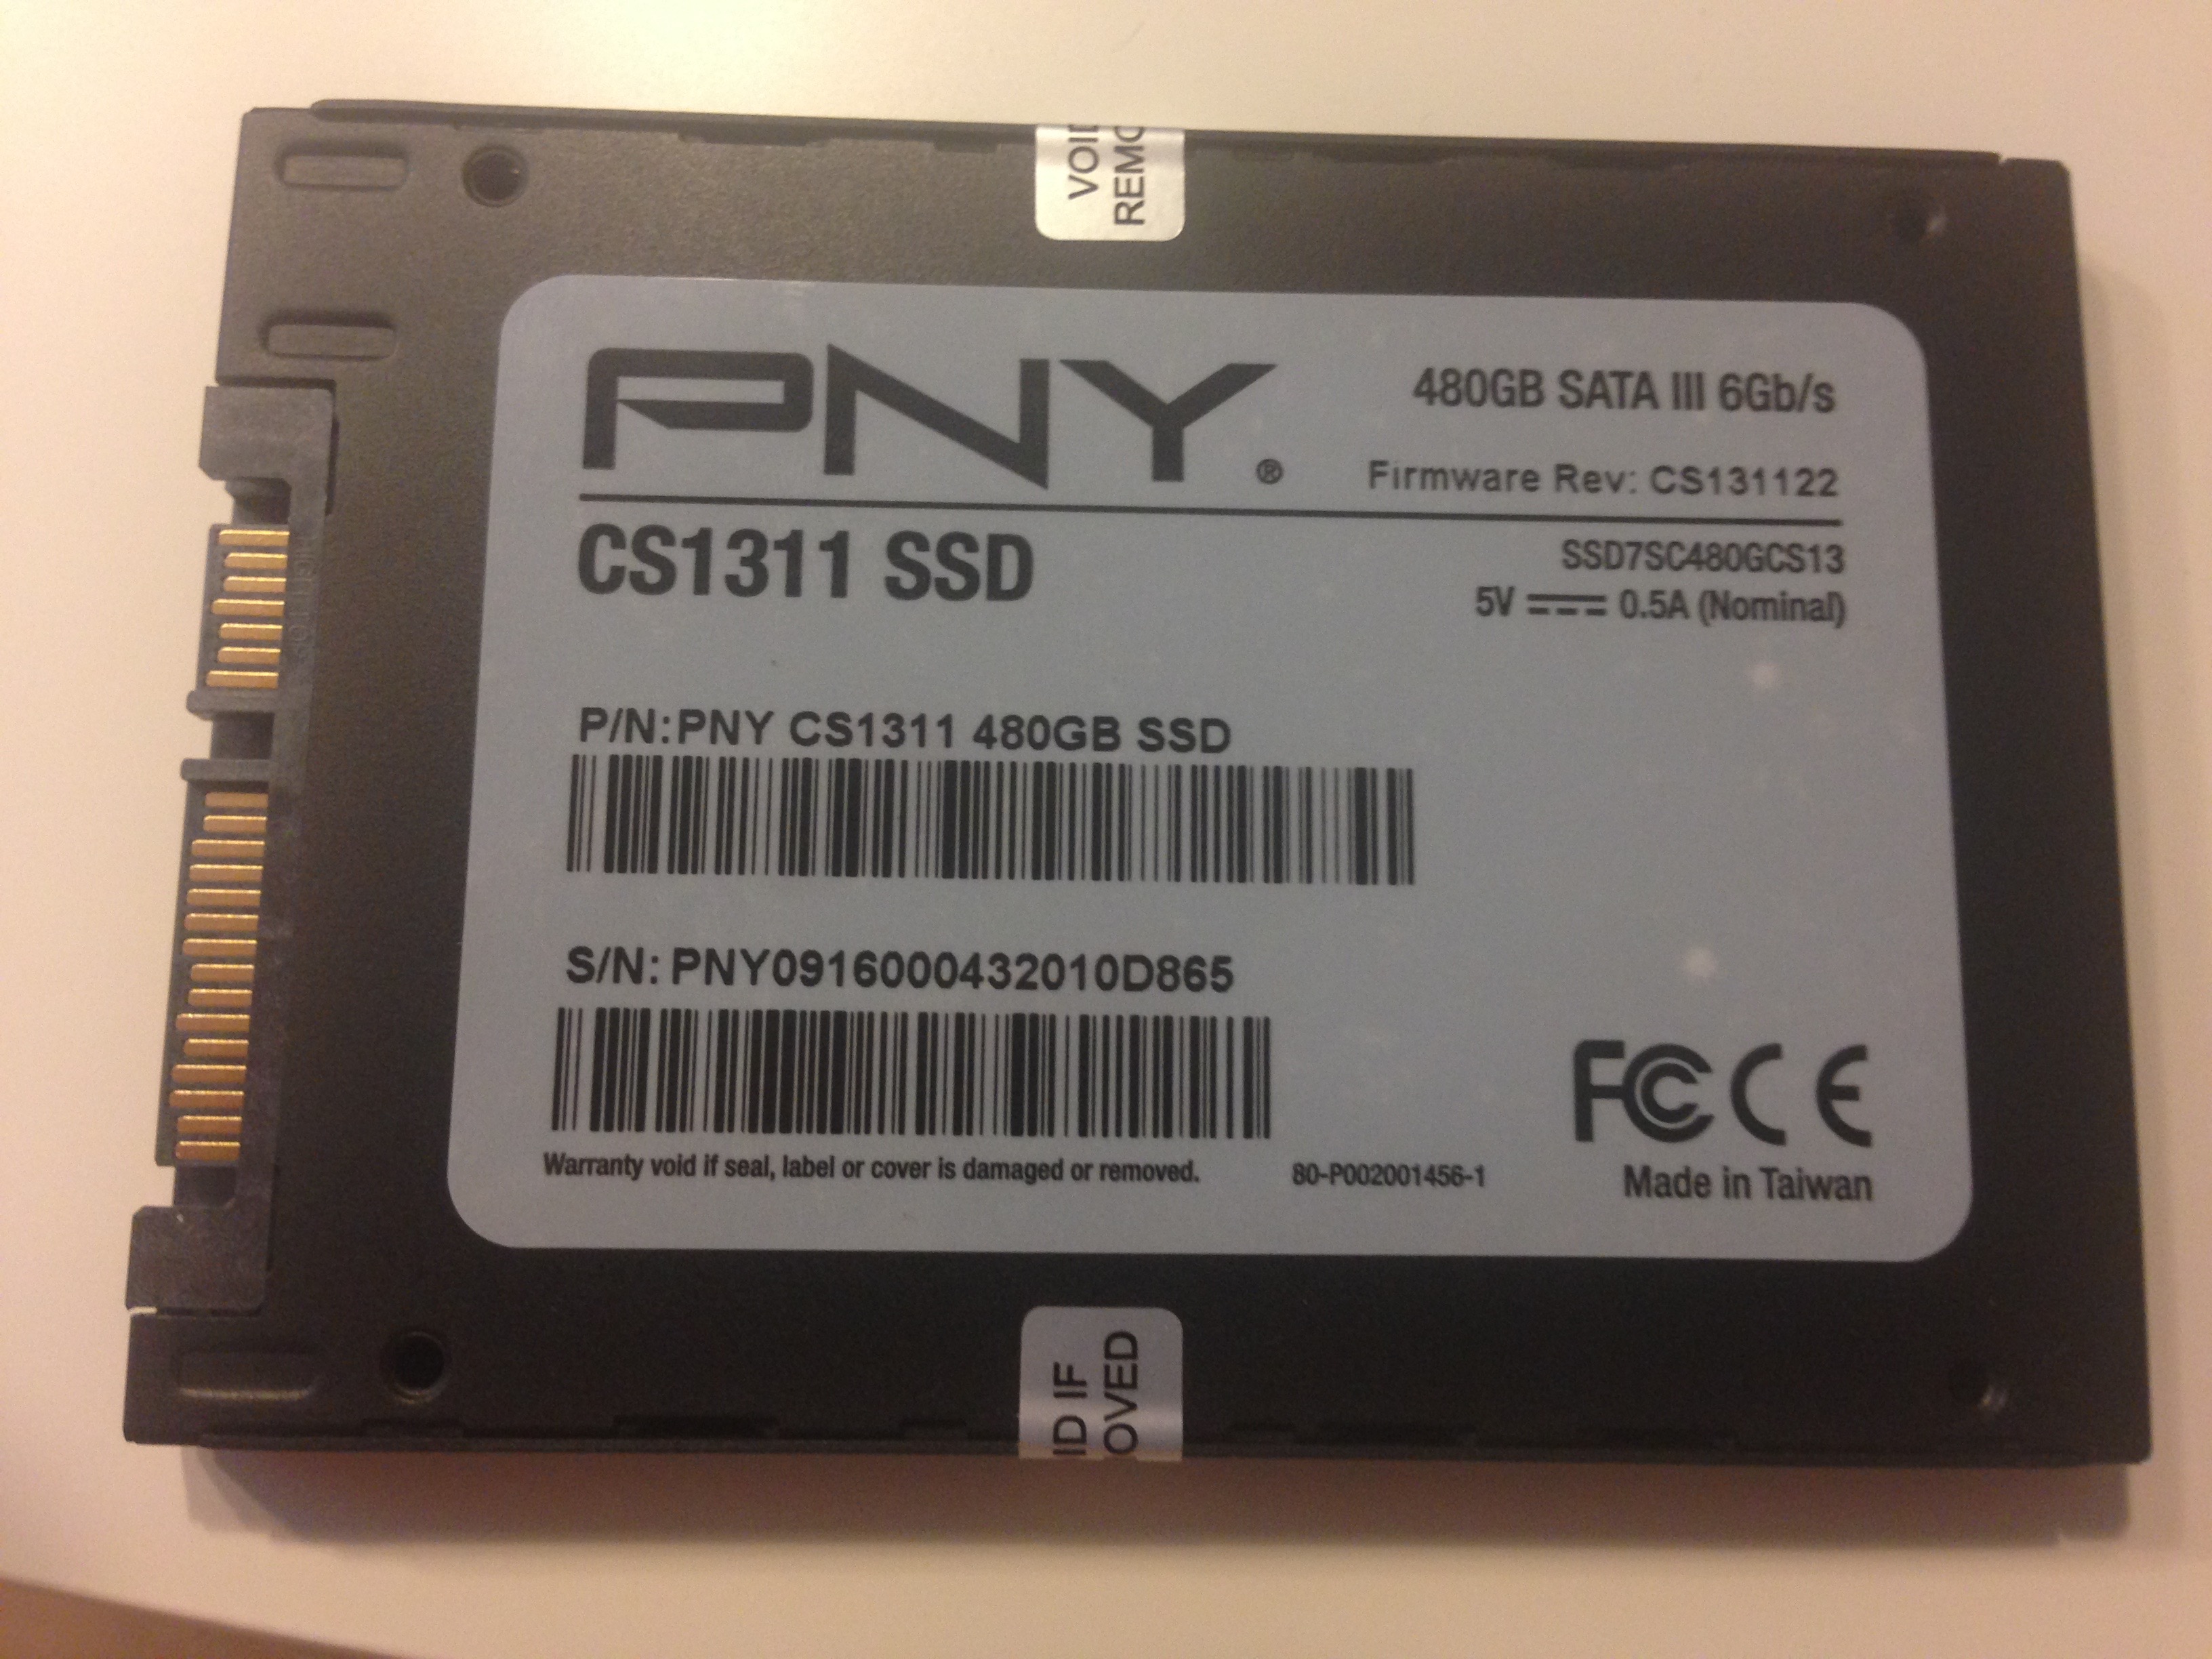 VOID
REMO
PNY®
480GB SATA III 6Gb/s
Firmware Rev: CS131122
CS1311 SSD
SSD7SC480GCS13
5V ⎓ 0.5A (Nominal)
P/N:PNY CS1311 480GB SSD
S/N: PNY0916000432010D865
FC CE
Warranty void if seal, label or cover is damaged or removed.
80-P002001456-1
Made in Taiwan
ID IF
OVED